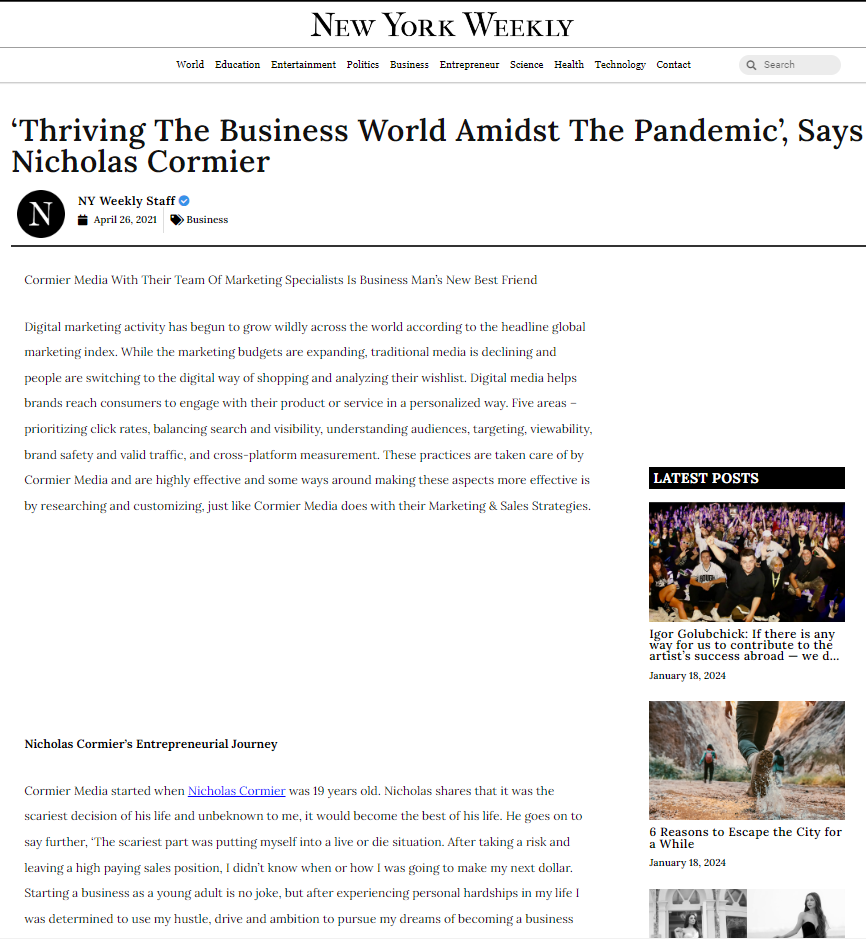 NEW YORK WEEKLY
World Education Entertainment Politics Business Entrepreneur Science Health Technology Contact Search
‘Thriving The Business World Amidst The Pandemic’, Says
Nicholas Cormier
N
NY Weekly Staff
April 26, 2021 Business
Cormier Media With Their Team Of Marketing Specialists Is Business Man’s New Best Friend
Digital marketing activity has begun to grow wildly across the world according to the headline global
marketing index. While the marketing budgets are expanding, traditional media is declining and
people are switching to the digital way of shopping and analyzing their wishlist. Digital media helps
brands reach consumers to engage with their product or service in a personalized way. Five areas –
prioritizing click rates, balancing search and visibility, understanding audiences, targeting, viewability,
brand safety and valid traffic, and cross-platform measurement. These practices are taken care of by
Cormier Media and are highly effective and some ways around making these aspects more effective is
by researching and customizing, just like Cormier Media does with their Marketing & Sales Strategies.
Nicholas Cormier’s Entrepreneurial Journey
Cormier Media started when Nicholas Cormier was 19 years old. Nicholas shares that it was the
scariest decision of his life and unbeknown to me, it would become the best of his life. He goes on to
say further, ‘The scariest part was putting myself into a live or die situation. After taking a risk and
leaving a high paying sales position, I didn’t know when or how I was going to make my next dollar.
Starting a business as a young adult is no joke, but after experiencing personal hardships in my life I
was determined to use my hustle, drive and ambition to pursue my dreams of becoming a business
LATEST POSTS
Igor Golubchick: If there is any
way for us to contribute to the
artist’s success abroad — we d...
January 18, 2024
6 Reasons to Escape the City for
a While
January 18, 2024